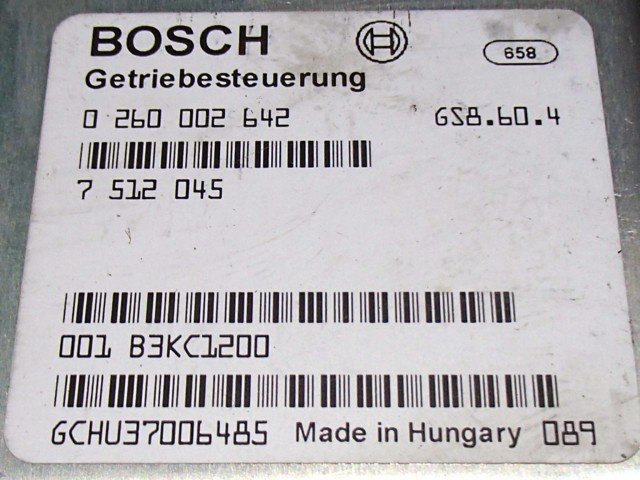 BOSCH 658
Getriebesteuerung
0 260 002 642 GS8.60.4
7 512 045
001 B3KC1200
GCHU37006485 Made in Hungary 089